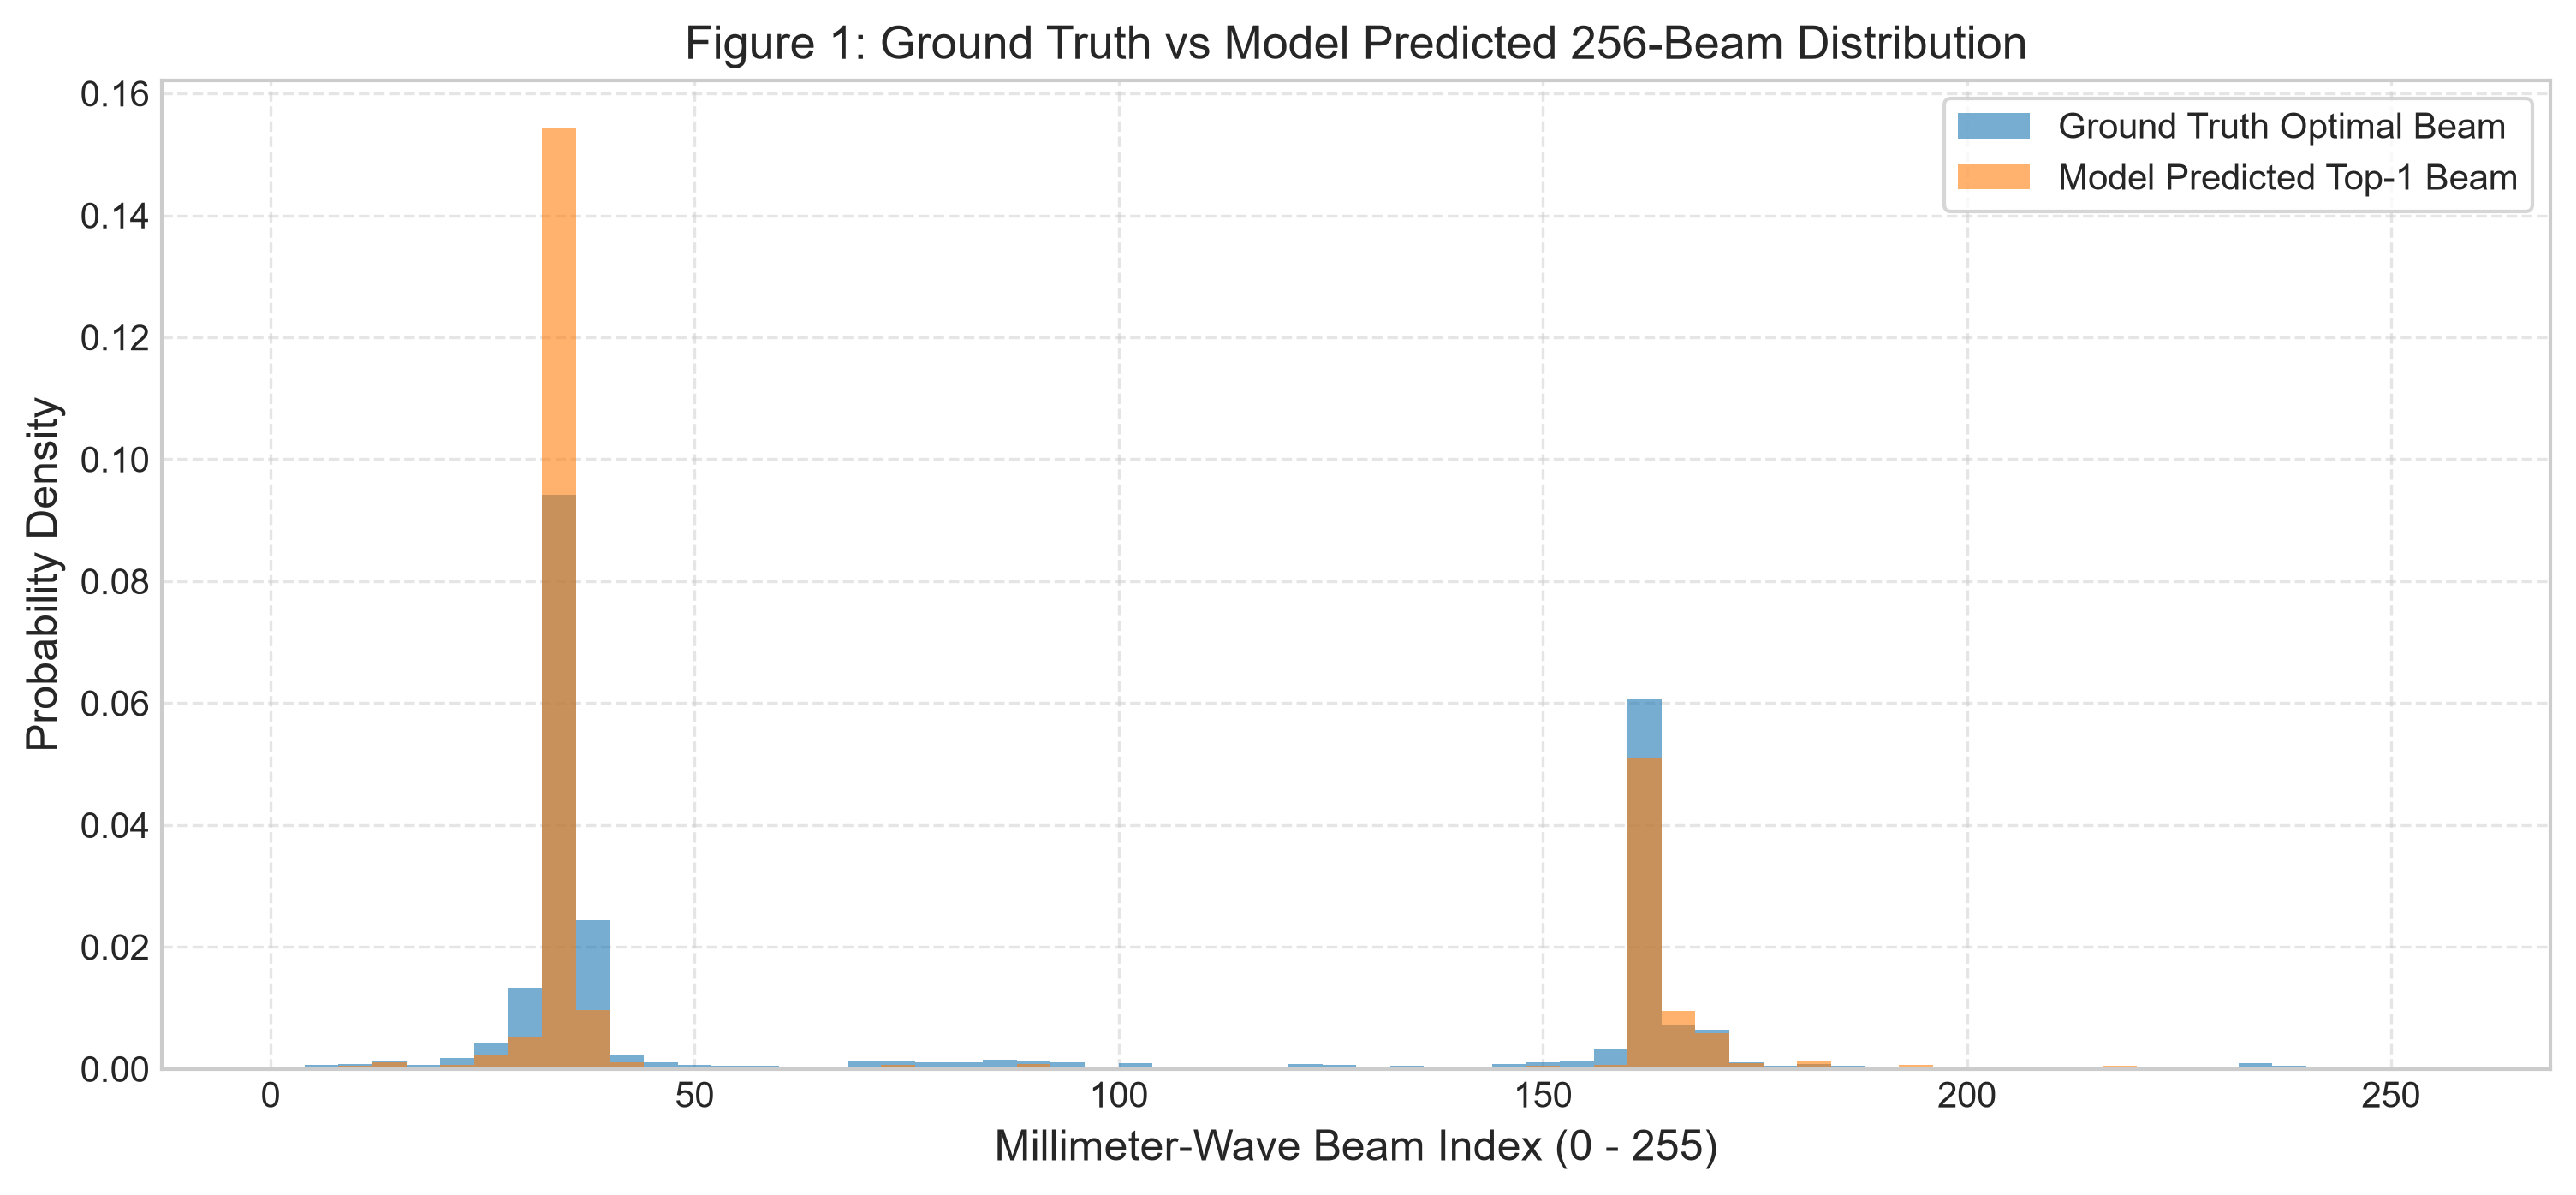 Figure 1: Ground Truth vs Model Predicted 256-Beam Distribution
Ground Truth Optimal Beam
Model Predicted Top-1 Beam
Probability Density
0.16
0.14
0.12
0.10
0.08
0.06
0.04
0.02
0.00
0 50 100 150 200 250
Millimeter-Wave Beam Index (0 - 255)